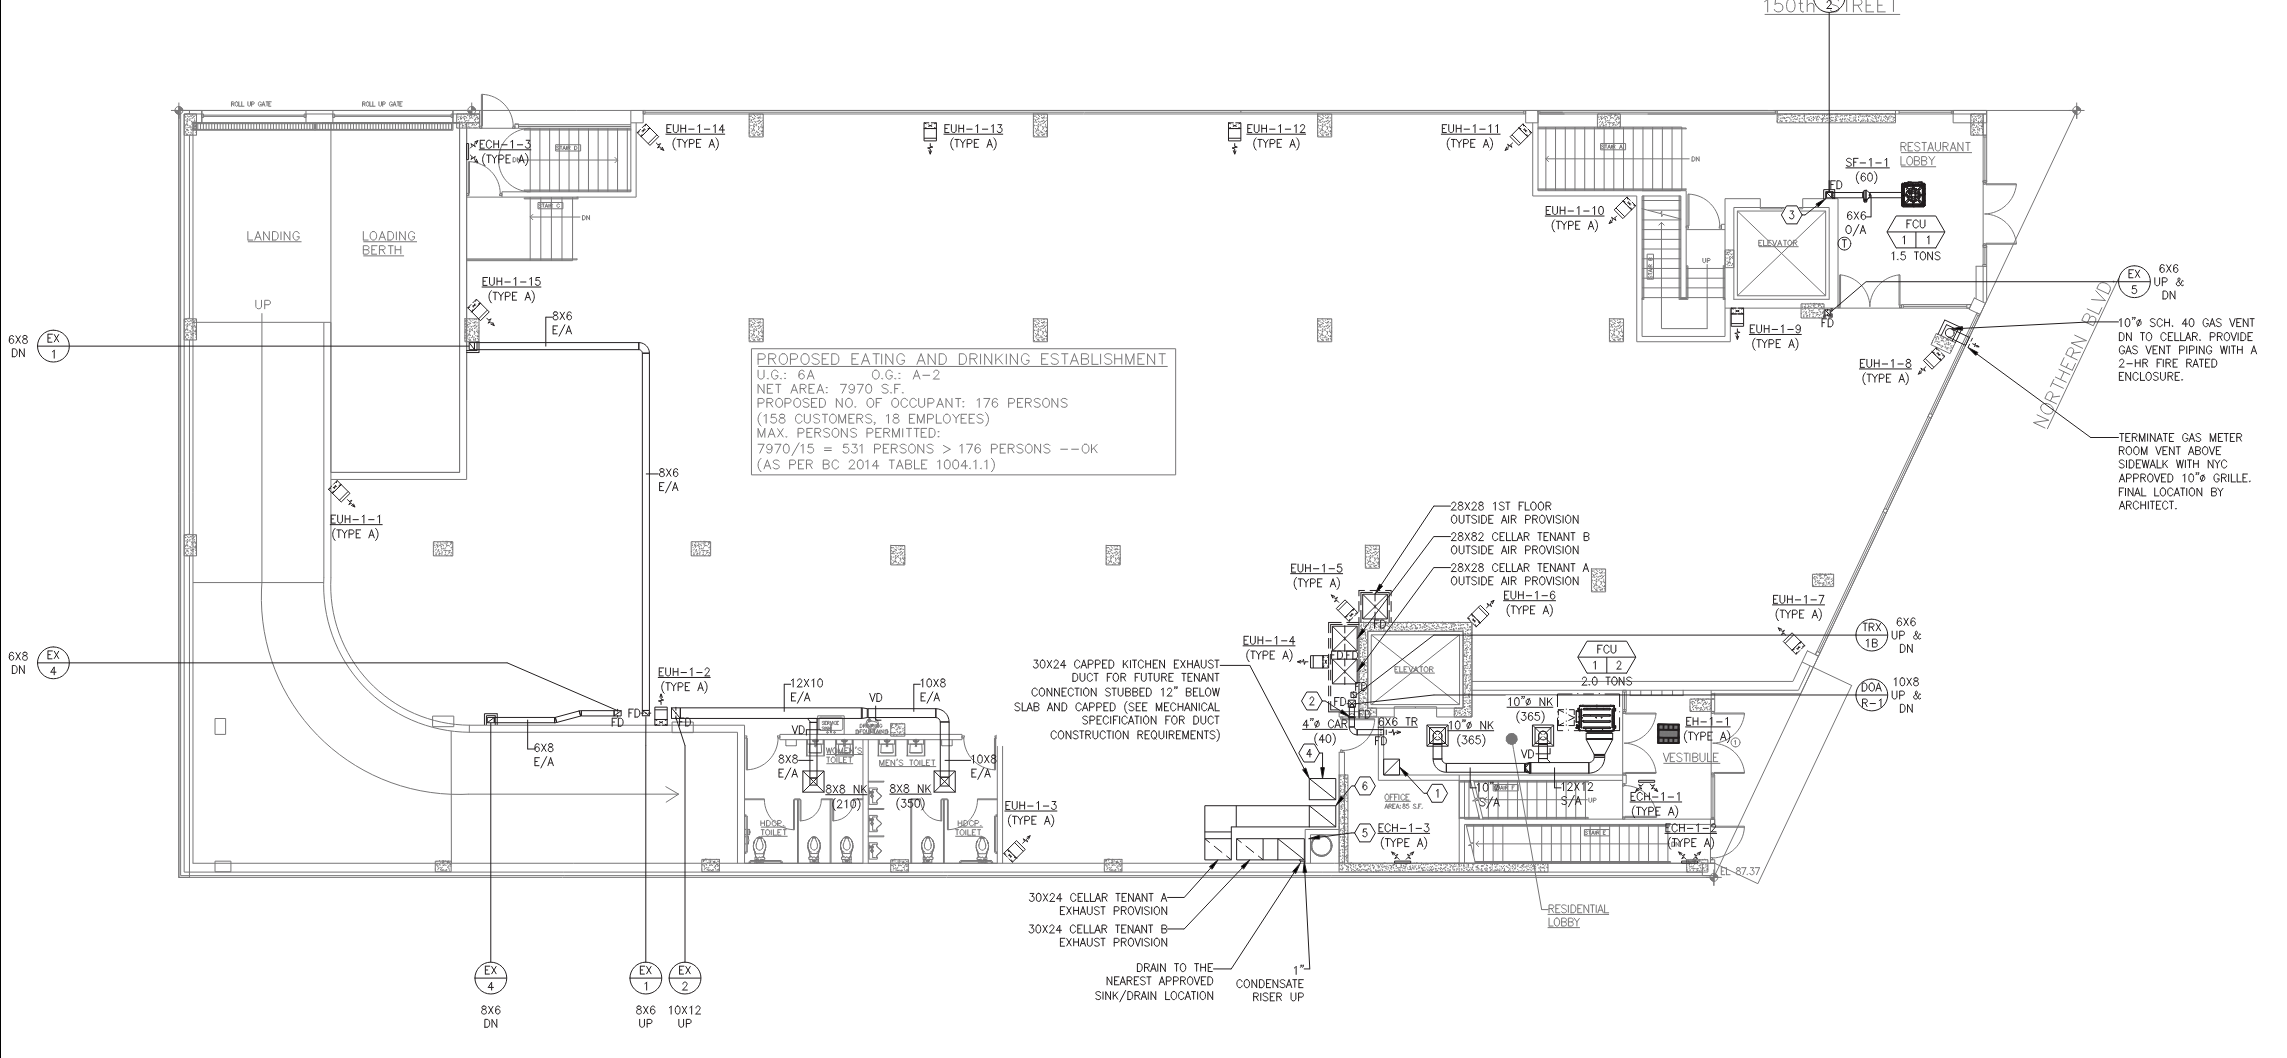 150th STREET
2
ROLL UP GATE
ROLL UP GATE
EUH-1-14
(TYPE A)
EUH-1-13
(TYPE A)
EUH-1-12
(TYPE A)
EUH-1-11
(TYPE A)
ECH-1-3
(TYPE A)
DN
STAIR D
STAIR C
DN
STAIR A
DN
RESTAURANT
LOBBY
SF-1-1
(60)
FD
6X6
O/A
3
T
FCU
1 1
1.5 TONS
EUH-1-10
(TYPE A)
STAIR B
UP
ELEVATOR
LANDING
LOADING
BERTH
UP
EUH-1-15
(TYPE A)
8X6
E/A
6X8
DN
EX
1
EX
5
6X6
UP &
DN
FD
EUH-1-9
(TYPE A)
EUH-1-8
(TYPE A)
NORTHERN BLVD
10"ø SCH. 40 GAS VENT
DN TO CELLAR. PROVIDE
GAS VENT PIPING WITH A
2-HR FIRE RATED
ENCLOSURE.
PROPOSED EATING AND DRINKING ESTABLISHMENT
U.G.: 6A O.G.: A-2
NET AREA: 7970 S.F.
PROPOSED NO. OF OCCUPANT: 176 PERSONS
(158 CUSTOMERS, 18 EMPLOYEES)
MAX. PERSONS PERMITTED:
7970/15 = 531 PERSONS > 176 PERSONS --OK
(AS PER BC 2014 TABLE 1004.1.1)
TERMINATE GAS METER
ROOM VENT ABOVE
SIDEWALK WITH NYC
APPROVED 10"ø GRILLE.
FINAL LOCATION BY
ARCHITECT.
8X6
E/A
EUH-1-1
(TYPE A)
28X28 1ST FLOOR
OUTSIDE AIR PROVISION
28X82 CELLAR TENANT B
OUTSIDE AIR PROVISION
28X28 CELLAR TENANT A
OUTSIDE AIR PROVISION
EUH-1-5
(TYPE A)
EUH-1-6
(TYPE A)
EUH-1-7
(TYPE A)
FD
EUH-1-4
(TYPE A)
FD
FD
ELEVATOR
TRX
1B
6X6
UP &
DN
FCU
1 2
2.0 TONS
6X8
DN
EX
4
EUH-1-2
(TYPE A)
30X24 CAPPED KITCHEN EXHAUST
DUCT FOR FUTURE TENANT
CONNECTION STUBBED 12" BELOW
SLAB AND CAPPED (SEE MECHANICAL
SPECIFICATION FOR DUCT
CONSTRUCTION REQUIREMENTS)
DOA
R-1
10X8
UP &
DN
12X10
E/A
VD
10X8
E/A
FD
FD
FD
2
FD
FD
FD
4"ø CAR
(40)
6X6 TR
FD
10"ø NK
(365)
10"ø NK
(365)
EH-1-1
(TYPE A)
1
VESTIBULE
6X8
E/A
VD
WOMEN'S
TOILET
8X8
E/A
MEN'S TOILET
10X8
E/A
8X8 NK
(210)
8X8 NK
(350)
VD
4
1
6
5
OFFICE
AREA: 85 S.F.
10"
S/A
12X12
S/A
STAIR F
UP
ECH-1-1
(TYPE A)
EUH-1-3
(TYPE A)
HDCP.
TOILET
HDCP.
TOILET
ECH-1-3
(TYPE A)
STAIR E
ECH-1-2
(TYPE A)
EL 87.37
RESIDENTIAL
LOBBY
30X24 CELLAR TENANT A
EXHAUST PROVISION
30X24 CELLAR TENANT B
EXHAUST PROVISION
DRAIN TO THE
NEAREST APPROVED
SINK/DRAIN LOCATION
1"
CONDENSATE
RISER UP
EX
4
8X6
DN
EX
1
8X6
UP
EX
2
10X12
UP